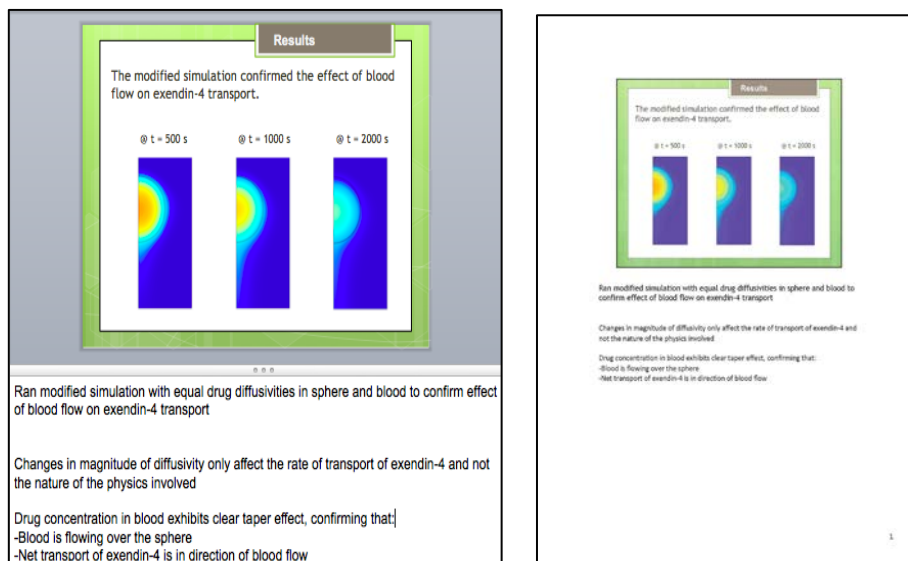 Results
The modified simulation confirmed the effect of blood
flow on exendin-4 transport.
@ t = 500 s
@ t = 1000 s
@ t = 2000 s
Ran modified simulation with equal drug diffusivities in sphere and blood to confirm effect
of blood flow on exendin-4 transport
Changes in magnitude of diffusivity only affect the rate of transport of exendin-4 and not
the nature of the physics involved
Drug concentration in blood exhibits clear taper effect, confirming that:
-Blood is flowing over the sphere
-Net transport of exendin-4 is in direction of blood flow
Results
The modified simulation confirmed the effect of blood
flow on exendin-4 transport.
@ t = 500 s
@ t = 1000 s
@ t = 2000 s
Ran modified simulation with equal drug diffusivities in sphere and blood to
confirm effect of blood flow on exendin-4 transport
Changes in magnitude of diffusivity only affect the rate of transport of exendin-4 and
not the nature of the physics involved
Drug concentration in blood exhibits clear taper effect, confirming that:
-Blood is flowing over the sphere
-Net transport of exendin-4 is in direction of blood flow
1